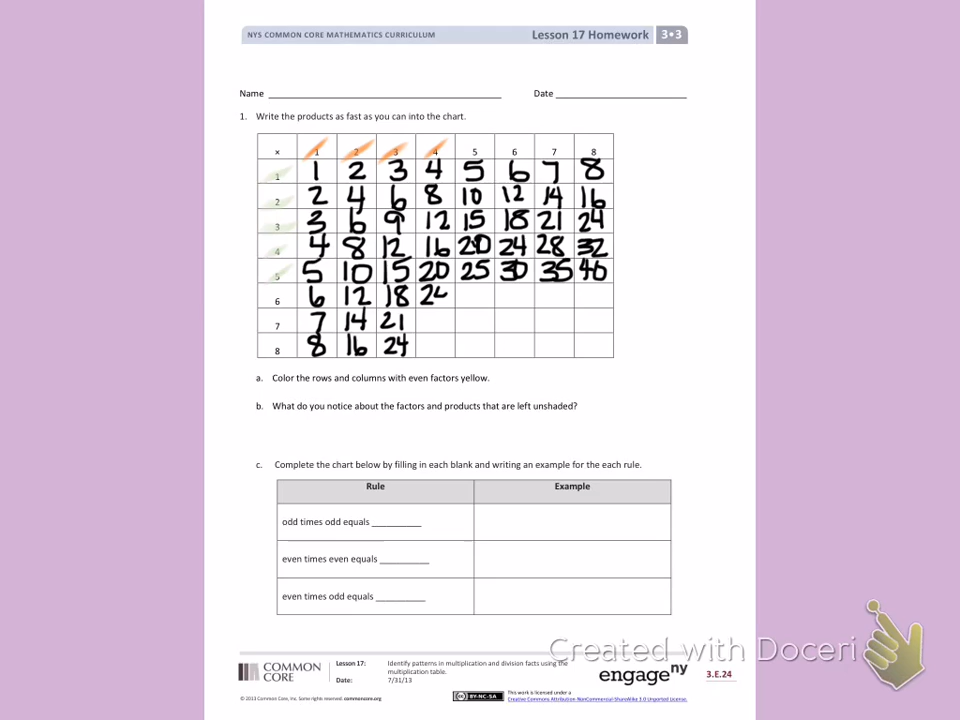 NYS COMMON CORE MATHEMATICS CURRICULUM Lesson 17 Homework 3•3
Name Date
1. Write the products as fast as you can into the chart.
× 1 2 3 4 5 6 7 8
1 1 2 3 4 5 6 7 8
2 2 4 6 8 10 12 14 16
3 3 6 9 12 15 18 21 24
4 4 8 12 16 20 24 28 32
5 5 10 15 20 25 30 35 40
6 6 12 18 24
7 7 14 21
8 8 16 24
a. Color the rows and columns with even factors yellow.
b. What do you notice about the factors and products that are left unshaded?
c. Complete the chart below by filling in each blank and writing an example for the each rule.
Rule Example
odd times odd equals __________
even times even equals __________
even times odd equals __________
Created with Doceri
COMMON CORE
Lesson 17: Identify patterns in multiplication and division facts using the multiplication table.
Date: 7/31/13
engage ny
3.E.24
© 2013 Common Core, Inc. Some rights reserved. commoncore.org
CC BY-NC-SA
This work is licensed under a
Creative Commons Attribution-NonCommercial-ShareAlike 3.0 Unported License.